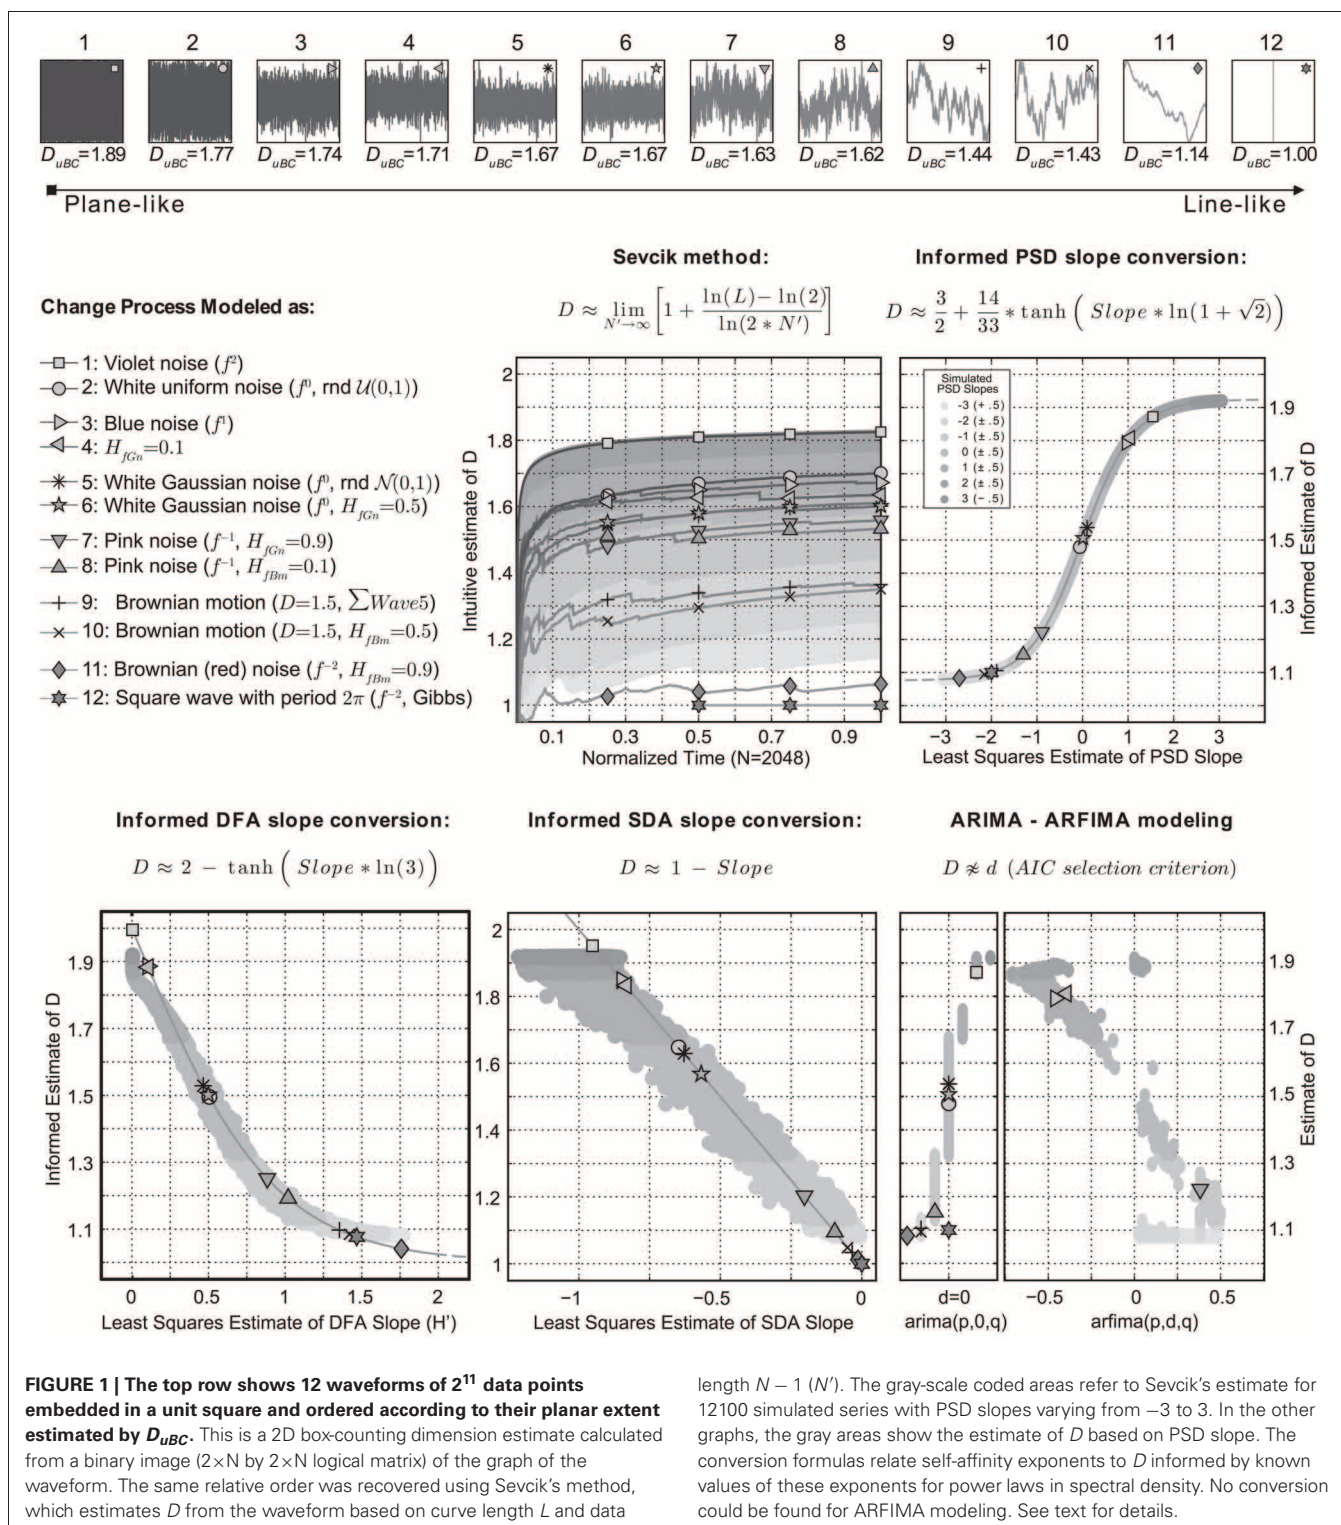 1 2 3 4 5 6 7 8 9 10 11 12
D_uBC=1.89 D_uBC=1.77 D_uBC=1.74 D_uBC=1.71 D_uBC=1.67 D_uBC=1.67 D_uBC=1.63 D_uBC=1.62 D_uBC=1.44 D_uBC=1.43 D_uBC=1.14 D_uBC=1.00
Plane-like Line-like
Change Process Modeled as:
1: Violet noise (f²)
2: White uniform noise (f⁰, rnd U(0,1))
3: Blue noise (f¹)
4: H_fGn=0.1
5: White Gaussian noise (f⁰, rnd N(0,1))
6: White Gaussian noise (f⁰, H_fGn=0.5)
7: Pink noise (f⁻¹, H_fGn=0.9)
8: Pink noise (f⁻¹, H_fBm=0.1)
9: Brownian motion (D=1.5, ∑Wave5)
10: Brownian motion (D=1.5, H_fBm=0.5)
11: Brownian (red) noise (f⁻², H_fBm=0.9)
12: Square wave with period 2π (f⁻², Gibbs)
Sevcik method:
D ≈ lim N'→∞ [1 + (ln(L) − ln(2)) / ln(2 * N')]
Intuitive estimate of D
2
1.8
1.6
1.4
1.2
1
0.1 0.3 0.5 0.7 0.9
Normalized Time (N=2048)
Informed PSD slope conversion:
D ≈ 3/2 + 14/33 * tanh ( Slope * ln(1 + √2))
Simulated
PSD Slopes
-3 (+ .5)
-2 (± .5)
-1 (± .5)
0 (± .5)
1 (± .5)
2 (± .5)
3 (− .5)
1.9
1.7
1.5
1.3
1.1
Informed Estimate of D
−3 −2 −1 0 1 2 3
Least Squares Estimate of PSD Slope
Informed DFA slope conversion:
D ≈ 2 − tanh ( Slope * ln(3))
Informed Estimate of D
1.9
1.7
1.5
1.3
1.1
0 0.5 1 1.5 2
Least Squares Estimate of DFA Slope (H')
Informed SDA slope conversion:
D ≈ 1 − Slope
2
1.8
1.6
1.4
1.2
1
−1 −0.5 0
Least Squares Estimate of SDA Slope
ARIMA - ARFIMA modeling
D ≉ d (AIC selection criterion)
1.9
1.7
1.5
1.3
1.1
Estimate of D
d=0 −0.5 0 0.5
arima(p,0,q) arfima(p,d,q)
FIGURE 1 | The top row shows 12 waveforms of 2¹¹ data points
embedded in a unit square and ordered according to their planar extent
estimated by D_uBC. This is a 2D box-counting dimension estimate calculated
from a binary image (2×N by 2×N logical matrix) of the graph of the
waveform. The same relative order was recovered using Sevcik's method,
which estimates D from the waveform based on curve length L and data
length N − 1 (N′). The gray-scale coded areas refer to Sevcik's estimate for
12100 simulated series with PSD slopes varying from −3 to 3. In the other
graphs, the gray areas show the estimate of D based on PSD slope. The
conversion formulas relate self-affinity exponents to D informed by known
values of these exponents for power laws in spectral density. No conversion
could be found for ARFIMA modeling. See text for details.